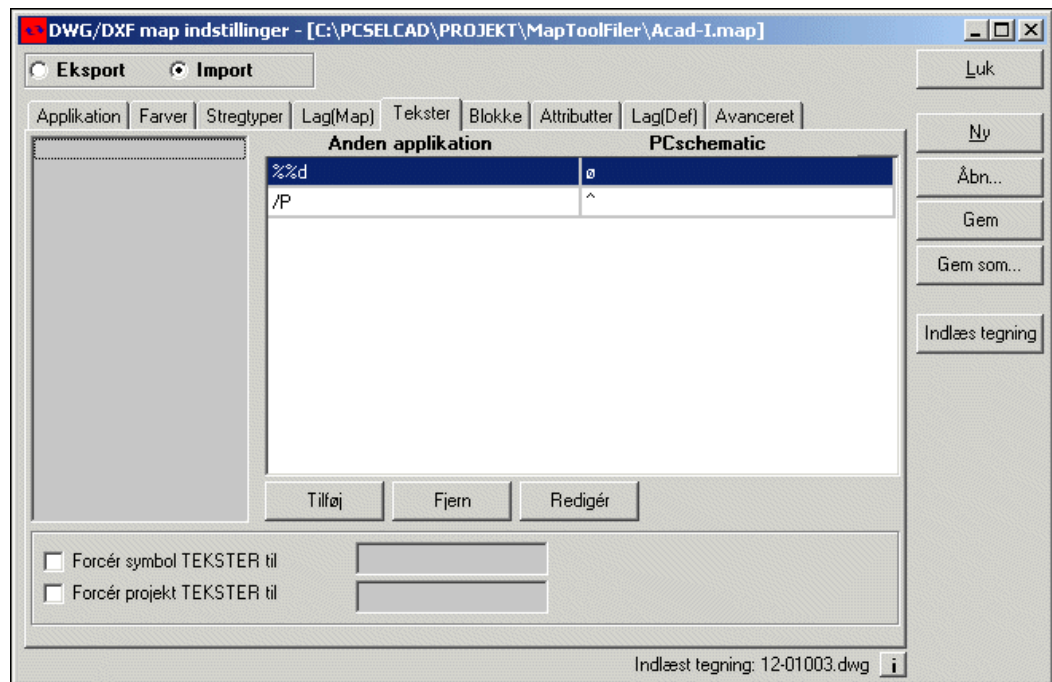 DWG/DXF map indstillinger - [C:\PCSELCAD\PROJEKT\MapToolFiler\Acad-I.map]
Eksport Import
Luk
Applikation Farver Stregtyper Lag(Map) Tekster Blokke Attributter Lag(Def) Avanceret
Ny
Anden applikation PCschematic
%%d ø
Åbn...
/P ^
Gem
Gem som...
Indlæs tegning
Tilføj Fjern Redigér
Forcér symbol TEKSTER til
Forcér projekt TEKSTER til
Indlæst tegning: 12-01003.dwg i